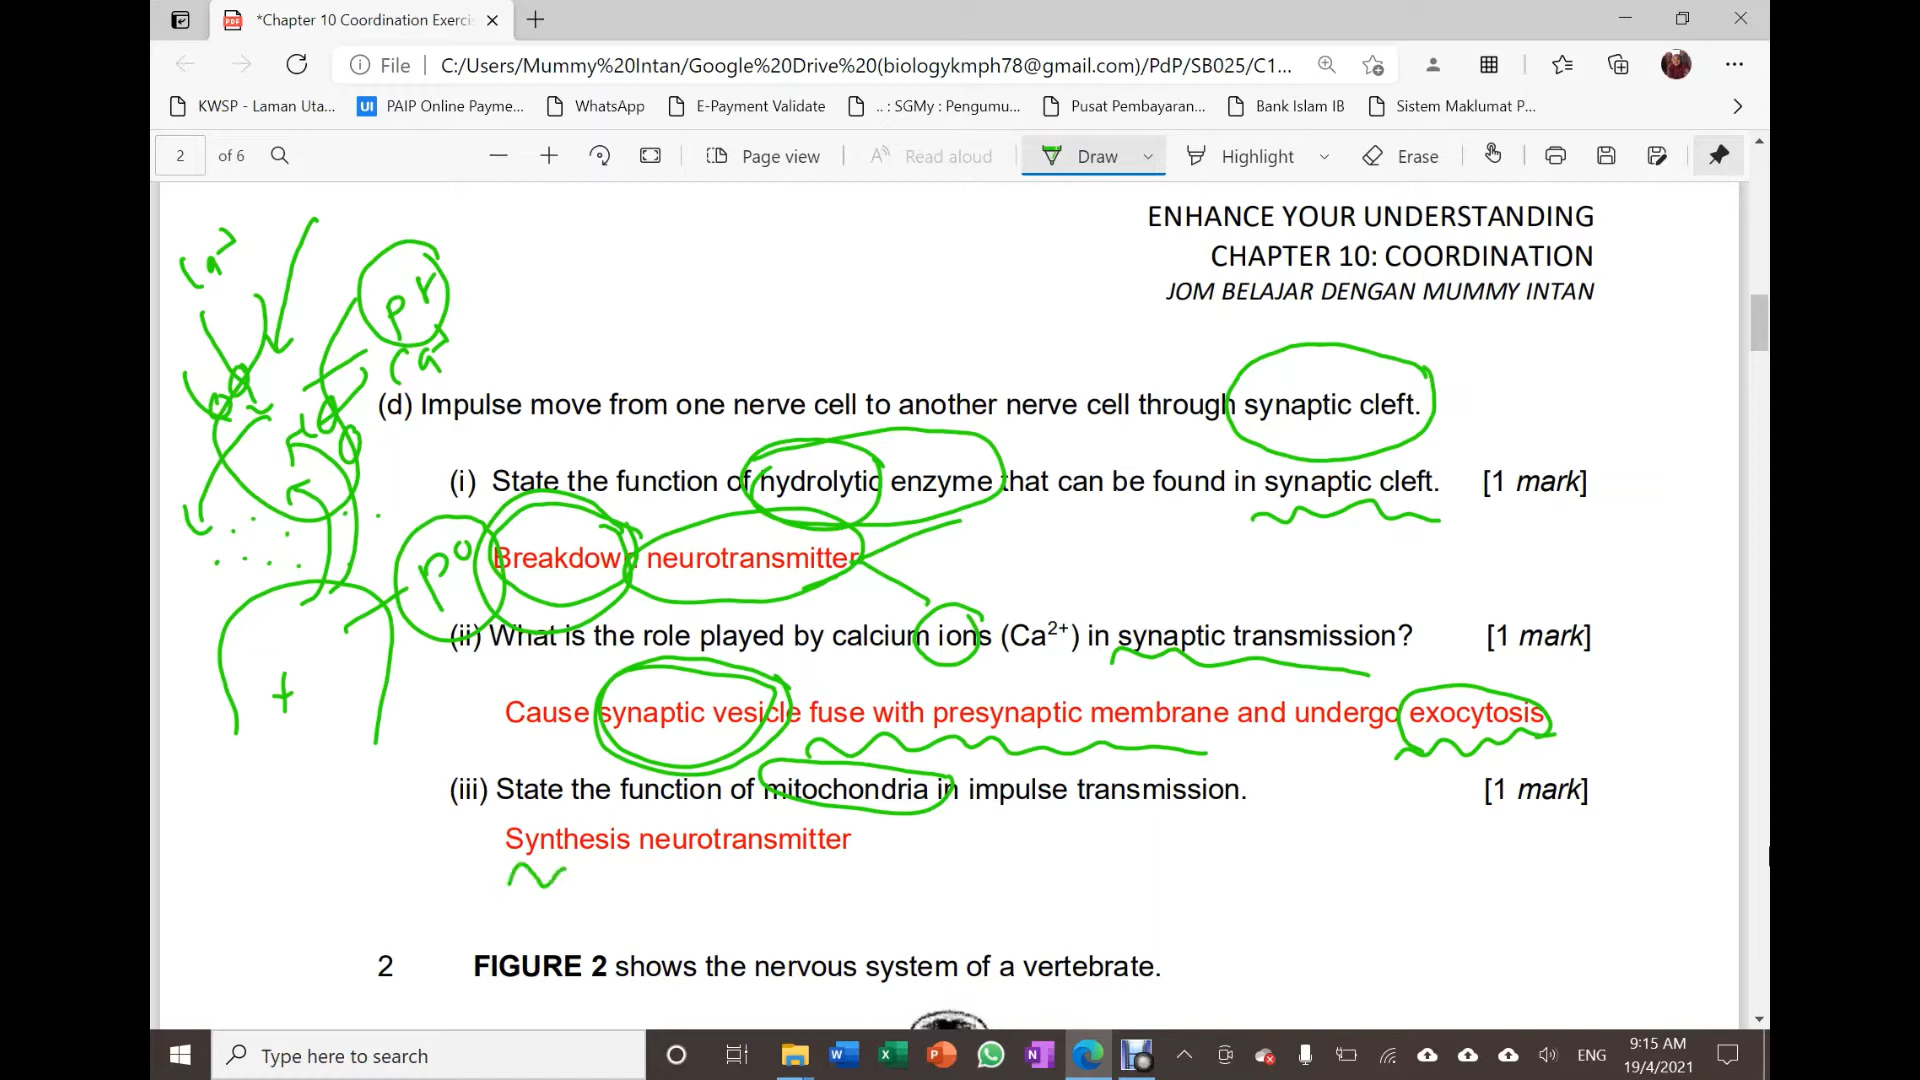 *Chapter 10 Coordination Exerci
File
C:/Users/Mummy%20Intan/Google%20Drive%20(biologykmph78@gmail.com)/PdP/SB025/C1...
KWSP - Laman Uta... UI PAIP Online Payme... WhatsApp E-Payment Validate .. : SGMy : Pengumu... Pusat Pembayaran... Bank Islam IB Sistem Maklumat P...
2 of 6 Page view Read aloud Draw Highlight Erase
ENHANCE YOUR UNDERSTANDING
CHAPTER 10: COORDINATION
JOM BELAJAR DENGAN MUMMY INTAN
pr
(d) Impulse move from one nerve cell to another nerve cell through synaptic cleft.
(i) State the function of hydrolytic enzyme that can be found in synaptic cleft. [1 mark]
po
Breakdown neurotransmitter
(ii) What is the role played by calcium ions (Ca²⁺) in synaptic transmission? [1 mark]
+
Cause synaptic vesicle fuse with presynaptic membrane and undergo exocytosis
(iii) State the function of mitochondria in impulse transmission. [1 mark]
Synthesis neurotransmitter
2 FIGURE 2 shows the nervous system of a vertebrate.
Type here to search
ENG
9:15 AM
19/4/2021